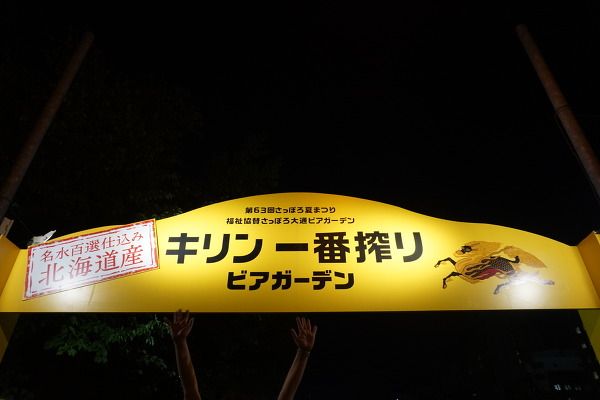 第63回さっぽろ夏まつり
福祉協賛さっぽろ大通ビアガーデン
キリン一番搾り
ビアガーデン
名水百選仕込み
北海道産